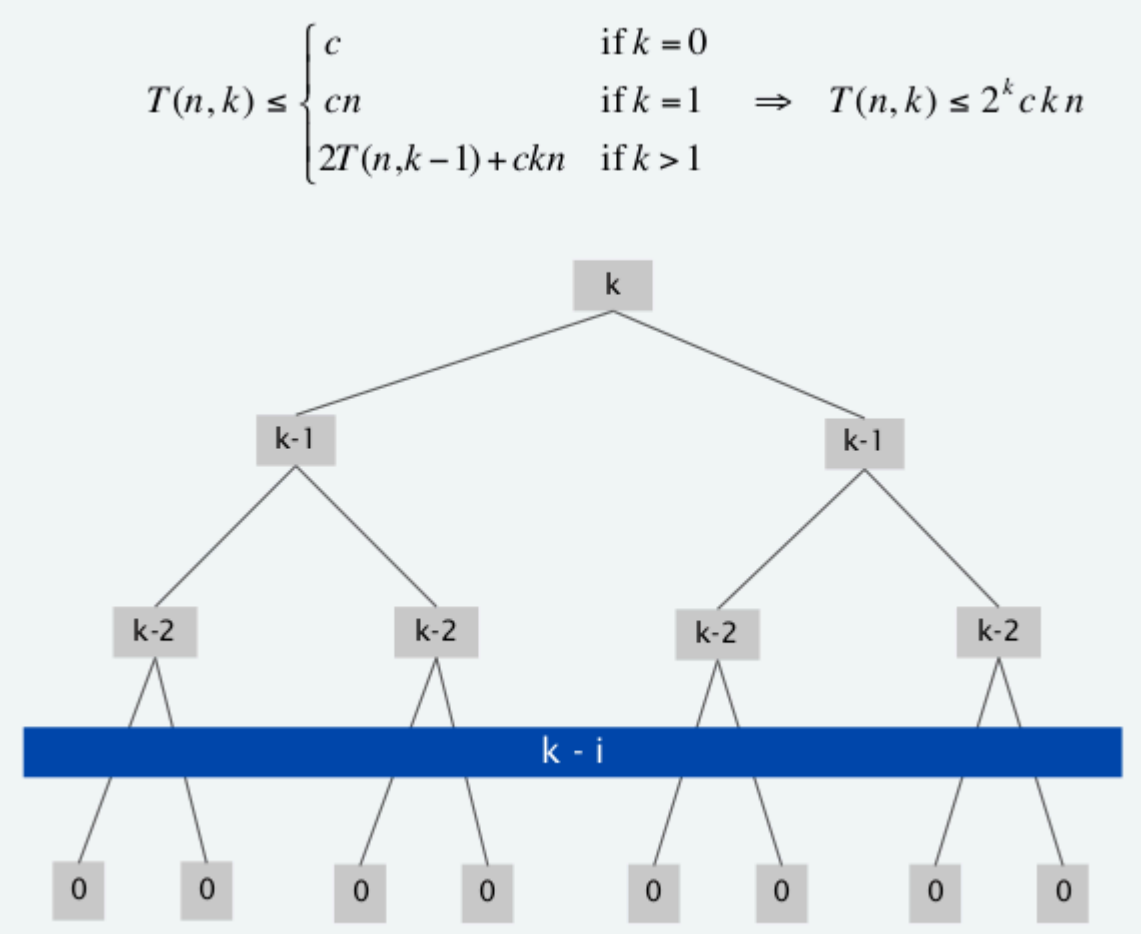 c if k = 0
T(n, k) ≤ { cn if k = 1 ⇒ T(n, k) ≤ 2^k c k n
2T(n,k − 1) + ckn if k > 1
k
k-1 k-1
k-2 k-2 k-2 k-2
k - i
0 0 0 0 0 0 0 0